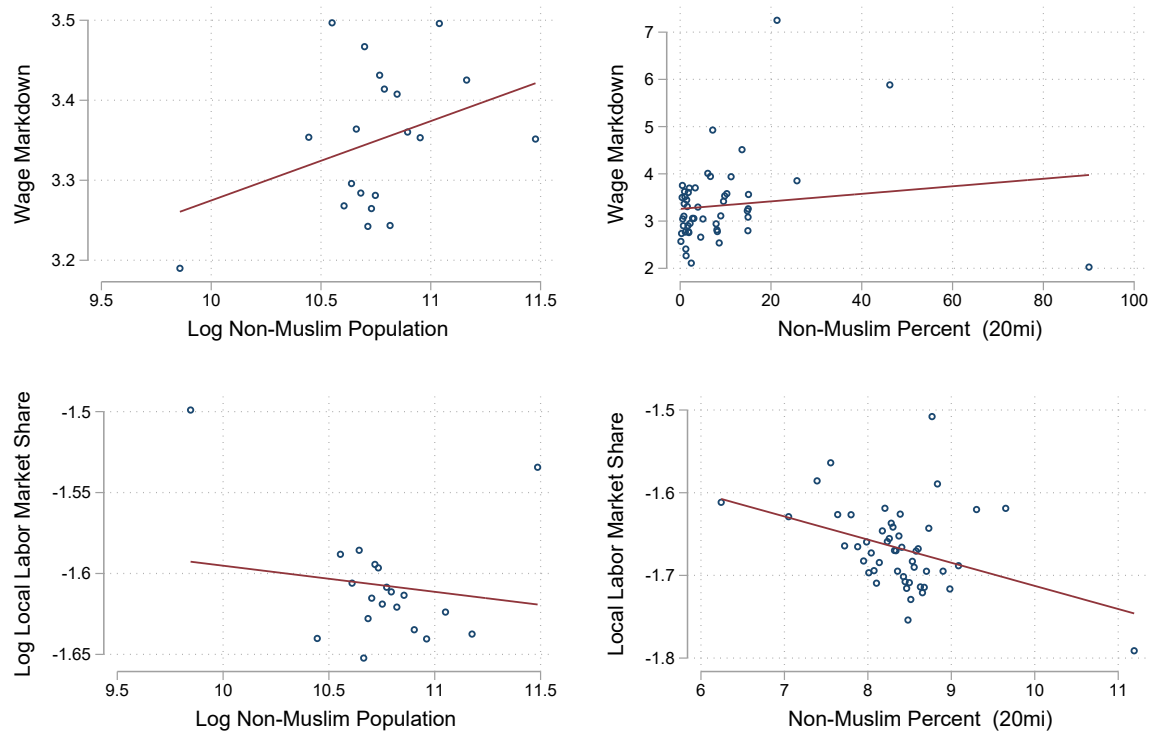 Wage Markdown
3.5
3.4
3.3
3.2
9.5 10 10.5 11 11.5
Log Non-Muslim Population
Wage Markdown
7
6
5
4
3
2
0 20 40 60 80 100
Non-Muslim Percent (20mi)
Log Local Labor Market Share
-1.5
-1.55
-1.6
-1.65
9.5 10 10.5 11 11.5
Log Non-Muslim Population
Local Labor Market Share
-1.5
-1.6
-1.7
-1.8
6 7 8 9 10 11
Non-Muslim Percent (20mi)